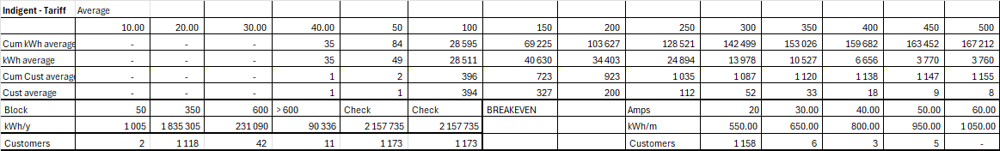 Indigent - Tariff Average
10.00 20.00 30.00 40.00 50 100 150 200 250 300 350 400 450 500
Cum kWh average - - - 35 84 28 595 69 225 103 627 128 521 142 499 153 026 159 682 163 452 167 212
kWh average - - - 35 49 28 511 40 630 34 403 24 894 13 978 10 527 6 656 3 770 3 760
Cum Cust averag - - - 1 2 396 723 923 1 035 1 087 1 120 1 138 1 147 1 155
Cust average - - - 1 1 394 327 200 112 52 33 18 9 8
Block 50 350 600 > 600 Check Check BREAKEVEN Amps 20 30.00 40.00 50.00 60.00
kWh/y 1 005 1 835 305 231 090 90 336 2 157 735 2 157 735 kWh/m 550.00 650.00 800.00 950.00 1 050.00
Customers 2 1 118 42 11 1 173 1 173 Customers 1 158 6 3 5 -